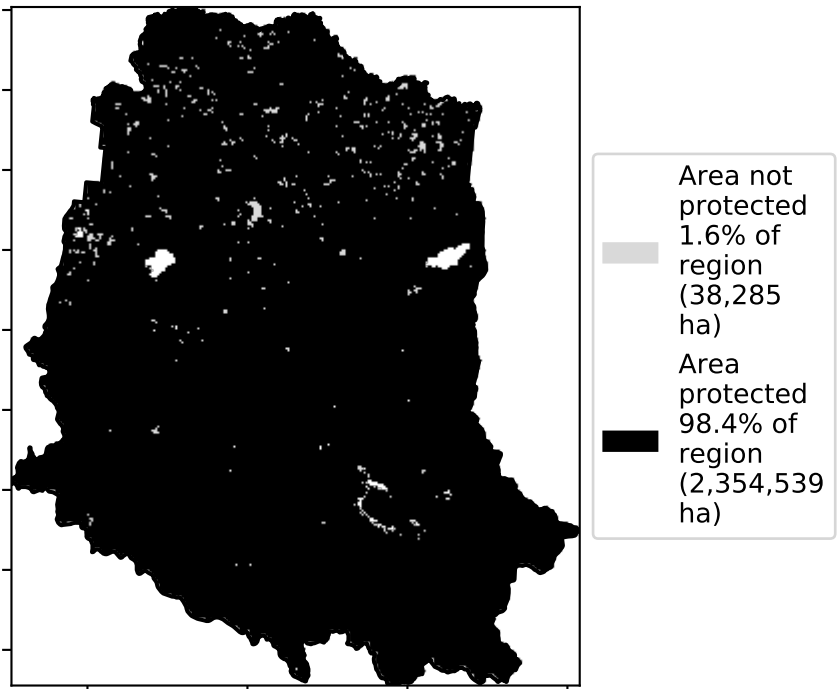 Area not
protected
1.6% of
region
(38,285
ha)
Area
protected
98.4% of
region
(2,354,539
ha)